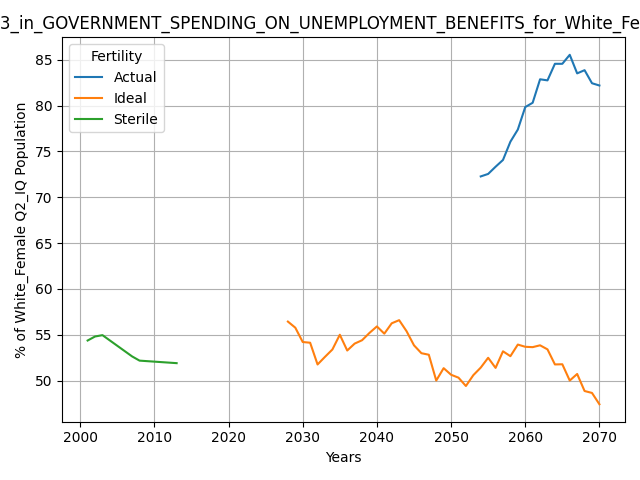 3_in_GOVERNMENT_SPENDING_ON_UNEMPLOYMENT_BENEFITS_for_White_Fe
Fertility
Actual
Ideal
Sterile
% of White_Female Q2_IQ Population
85
80
75
70
65
60
55
50
2000
2010
2020
2030
2040
2050
2060
2070
Years